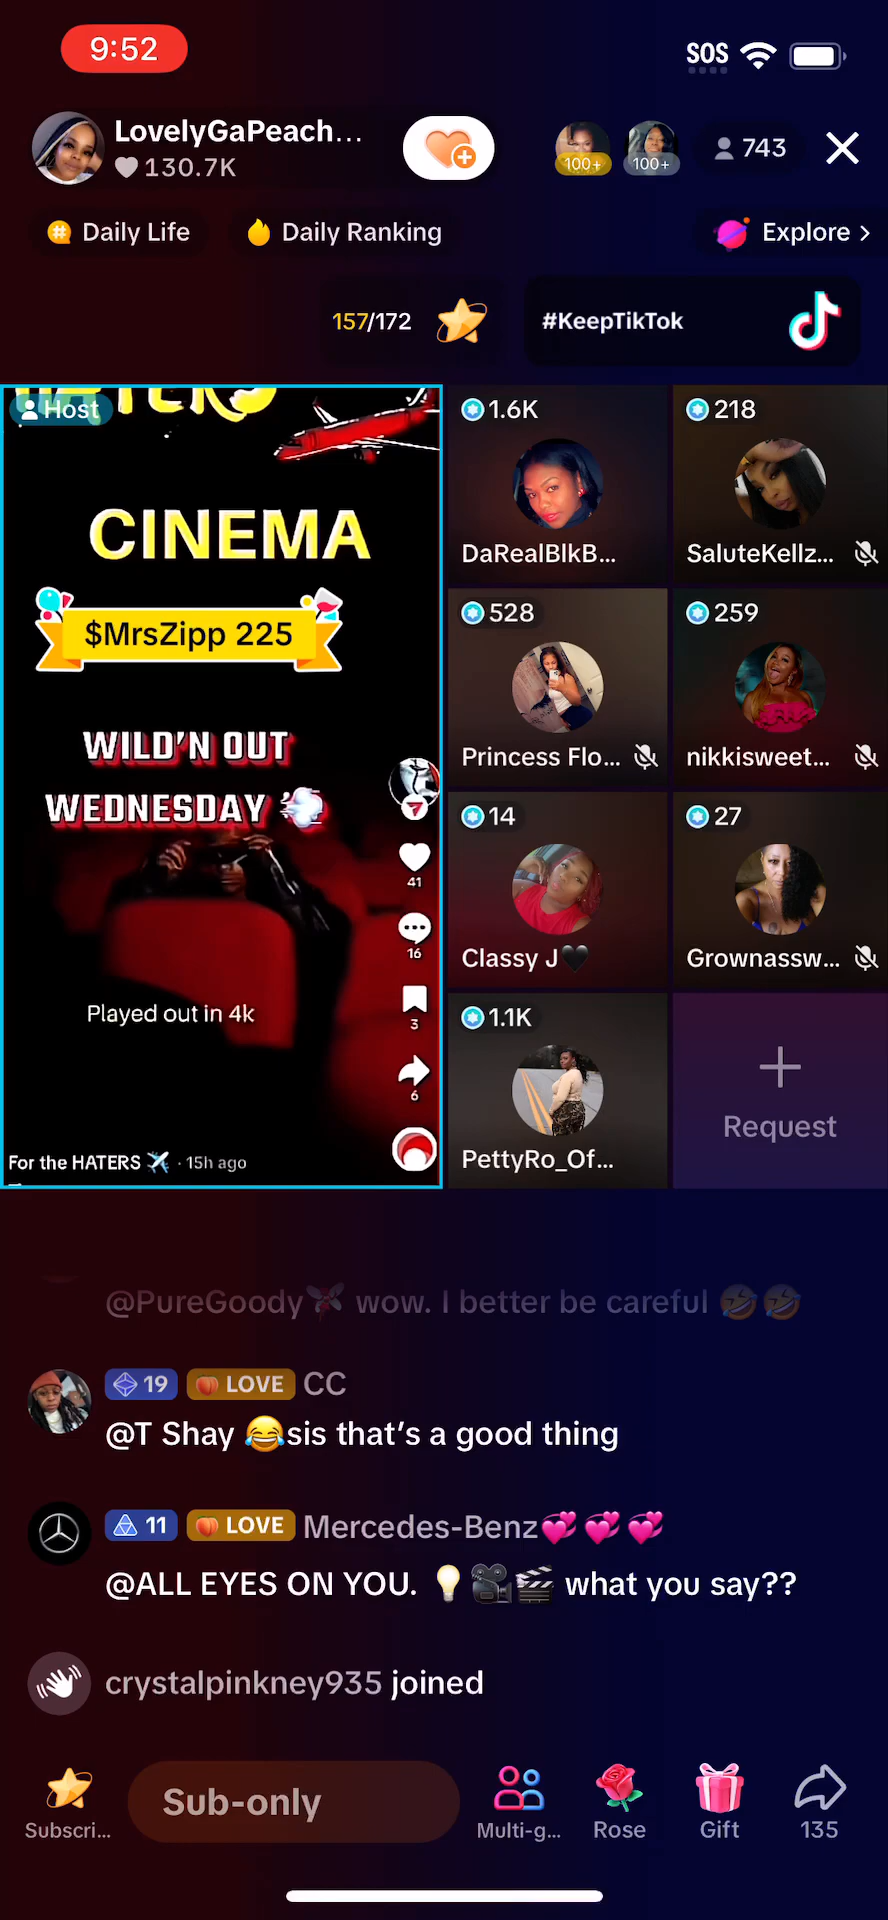 9:52
SOS
LovelyGaPeach...
130.7K
100+
100+
743
Daily Life
Daily Ranking
Explore >
157/172
#KeepTikTok
Host
CINEMA
$MrsZipp 225
WILD'N OUT
WEDNESDAY 💨
41
16
3
6
Played out in 4k
For the HATERS ✈️ · 15h ago
1.6K
DaRealBlkB...
218
SaluteKellz...
528
Princess Flo...
259
nikkisweet...
14
Classy J🖤
27
Grownassw...
1.1K
PettyRo_Of...
Request
@PureGoody wow. I better be careful 🤣🤣
19 🍑 LOVE CC
@T Shay 😂sis that's a good thing
11 🍑 LOVE Mercedes-Benz💞💞💞
@ALL EYES ON YOU. 💡🎥🎬 what you say??
crystalpinkney935 joined
Subscri...
Sub-only
Multi-g...
Rose
Gift
135